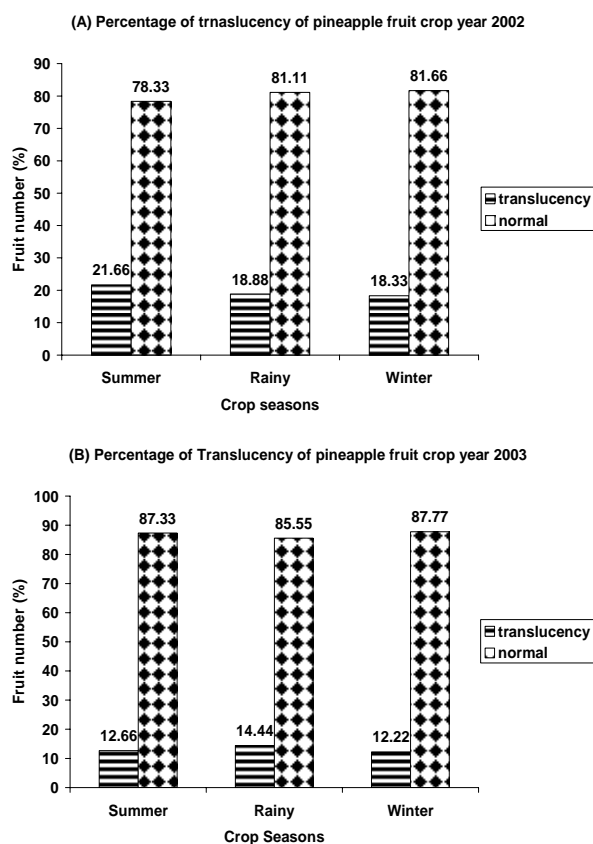 (A) Percentage of trnaslucency of pineapple fruit crop year 2002
90
80
70
60
50
40
30
20
10
0
Fruit number (%)
21.66
78.33
18.88
81.11
18.33
81.66
Summer
Rainy
Winter
Crop seasons
translucency
normal
(B) Percentage of Translucency of pineapple fruit crop year 2003
100
90
80
70
60
50
40
30
20
10
0
Fruit number (%)
12.66
87.33
14.44
85.55
12.22
87.77
Summer
Rainy
Winter
Crop Seasons
translucency
normal